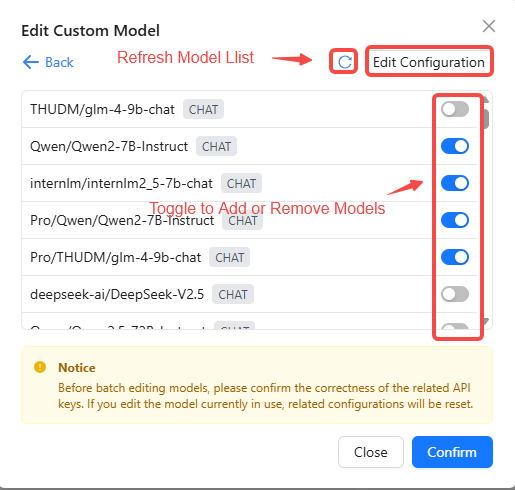 Edit Custom Model
Back
Refresh Model Llist
Edit Configuration
THUDM/glm-4-9b-chat CHAT
Qwen/Qwen2-7B-Instruct CHAT
internlm/internlm2_5-7b-chat CHAT
Toggle to Add or Remove Models
Pro/Qwen/Qwen2-7B-Instruct CHAT
Pro/THUDM/glm-4-9b-chat CHAT
deepseek-ai/DeepSeek-V2.5 CHAT
Notice
Before batch editing models, please confirm the correctness of the related API
keys. If you edit the model currently in use, related configurations will be reset.
Close
Confirm